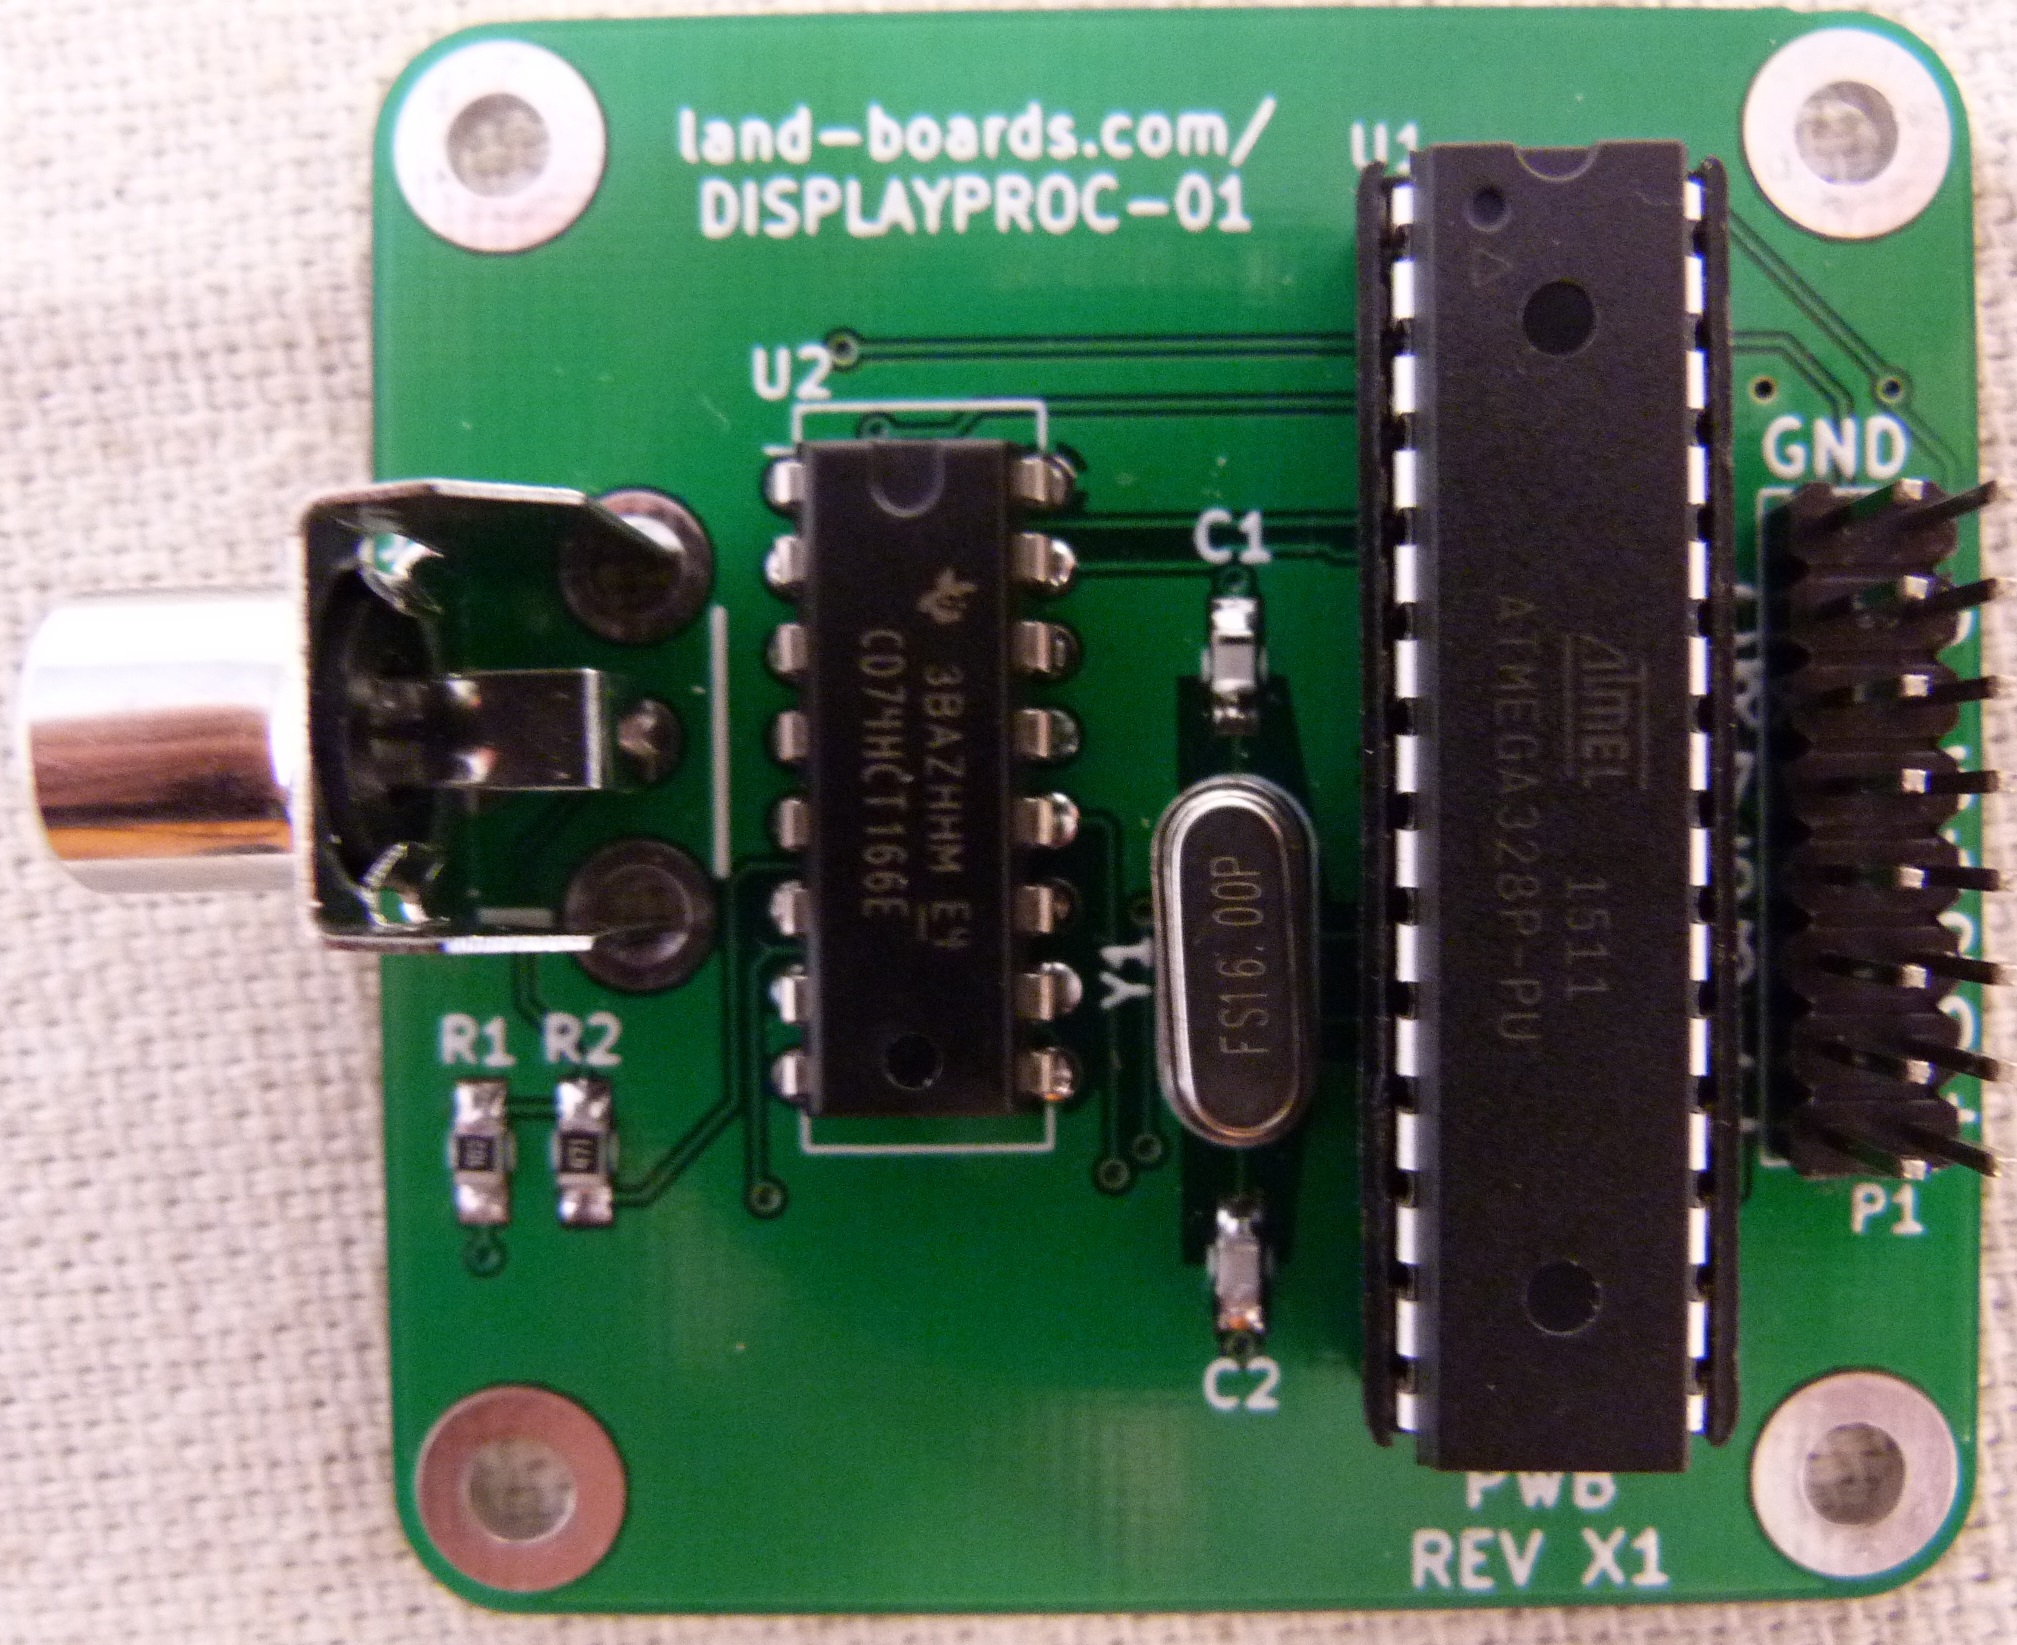 land-boards.com/
DISPLAYPROC-01
U1
U2
GND
C1
3BAZHHM E4
CD74HCT166E
ATMEL 1511
ATMEGA328P-PU
FS16.00P
Y1
R1 R2
P1
C2
PWB
REV X1